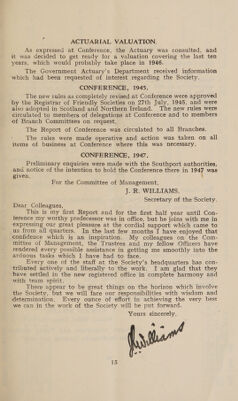 ACTUARIAL VALUATION.
As expressed at Conference, the Actuary was consulted, and
it was decided to get ready for a valuation covering the last ten
years, which would probably take place in 1946.
The Government Actuary's Department received information
which had been requested of interest regarding the Society.
CONFERENCE, 1945.
The new rules as completely revised at Conference were approved
by the Registrar of Friendly Societies on 27th July, 1945, and were
also adopted in Scotland and Northern Ireland. The new rules were
circulated to members of delegations at Conference and to members
of Branch Committees on request.
The Report of Conference was circulated to all Branches.
The rules were made operative and action was taken on all
items of business at Conference where this was necessary.
CONFERENCE, 1947.
Preliminary enquiries were made with the Southport authorities,
and notice of the intention to hold the Conference there in 1947 was
given.
For the Committee of Management,
J. R. WILLIAMS,
Secretary of the Society.
Dear Colleagues,
This is my first Report and for the first half year until Con-
ference my worthy predecessor was in office, but he joins with me in
expressing our great pleasure at the cordial support which came to
us from all quarters. In the last few months I have enjoyed that
confidence which is an inspiration. My colleagues on the Com-
mittee of Management, the Trustees and my fellow Officers have
rendered every possible assistance in getting me smoothly into the
arduous tasks which I have had to face.
Every one of the staff at the Society's headquarters has con-
tributed actively and literally to the work. I am glad that they
have settled in the new registered office in complete harmony and
with team spirit.
There appear to be great things on the horizon which involve
the Society, but we will face our responsibilities with wisdom and
determination. Every ounce of effort in achieving the very best
we can in the work of the Society will be put forward.
Yours sincerely,
JRWilliams
15